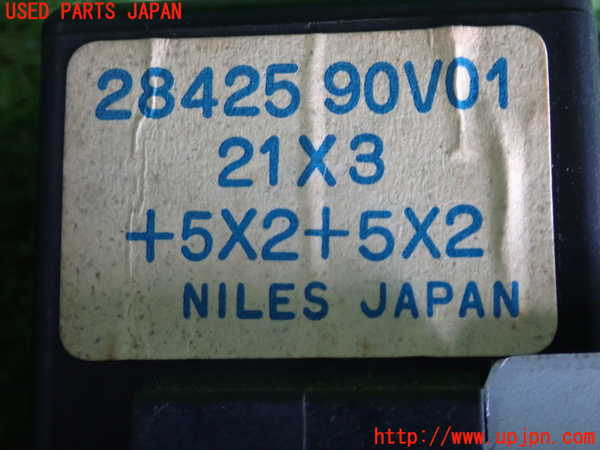 USED PARTS JAPAN
28425 90V01
21X3
+5X2+5X2
NILES JAPAN
http://www.upjpn.com/